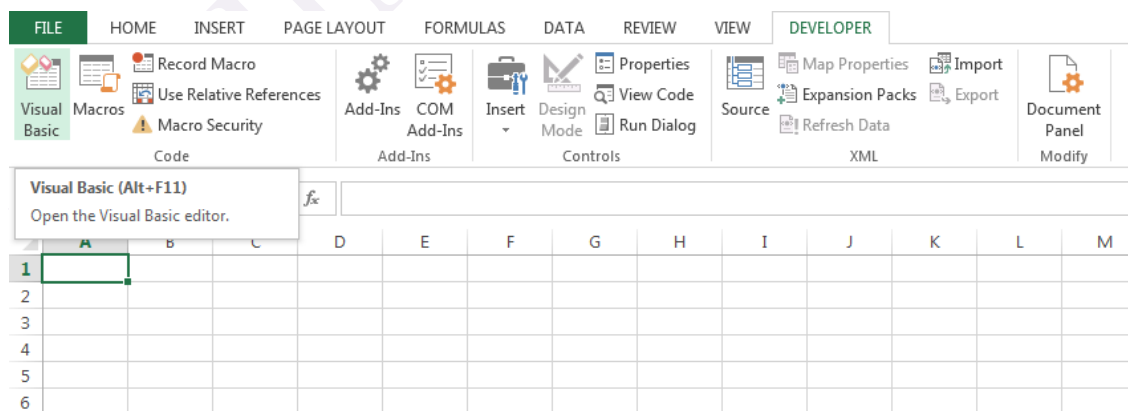 FILE HOME INSERT PAGE LAYOUT FORMULAS DATA REVIEW VIEW DEVELOPER
Visual Basic
Macros
Record Macro
Use Relative References
Macro Security
Code
Add-Ins
COM Add-Ins
Add-Ins
Insert
Design Mode
Properties
View Code
Run Dialog
Controls
Source
Map Properties
Expansion Packs
Refresh Data
Import
Export
XML
Document Panel
Modify
Visual Basic (Alt+F11)
Open the Visual Basic editor.
fx
A B C D E F G H I J K L M
1
2
3
4
5
6